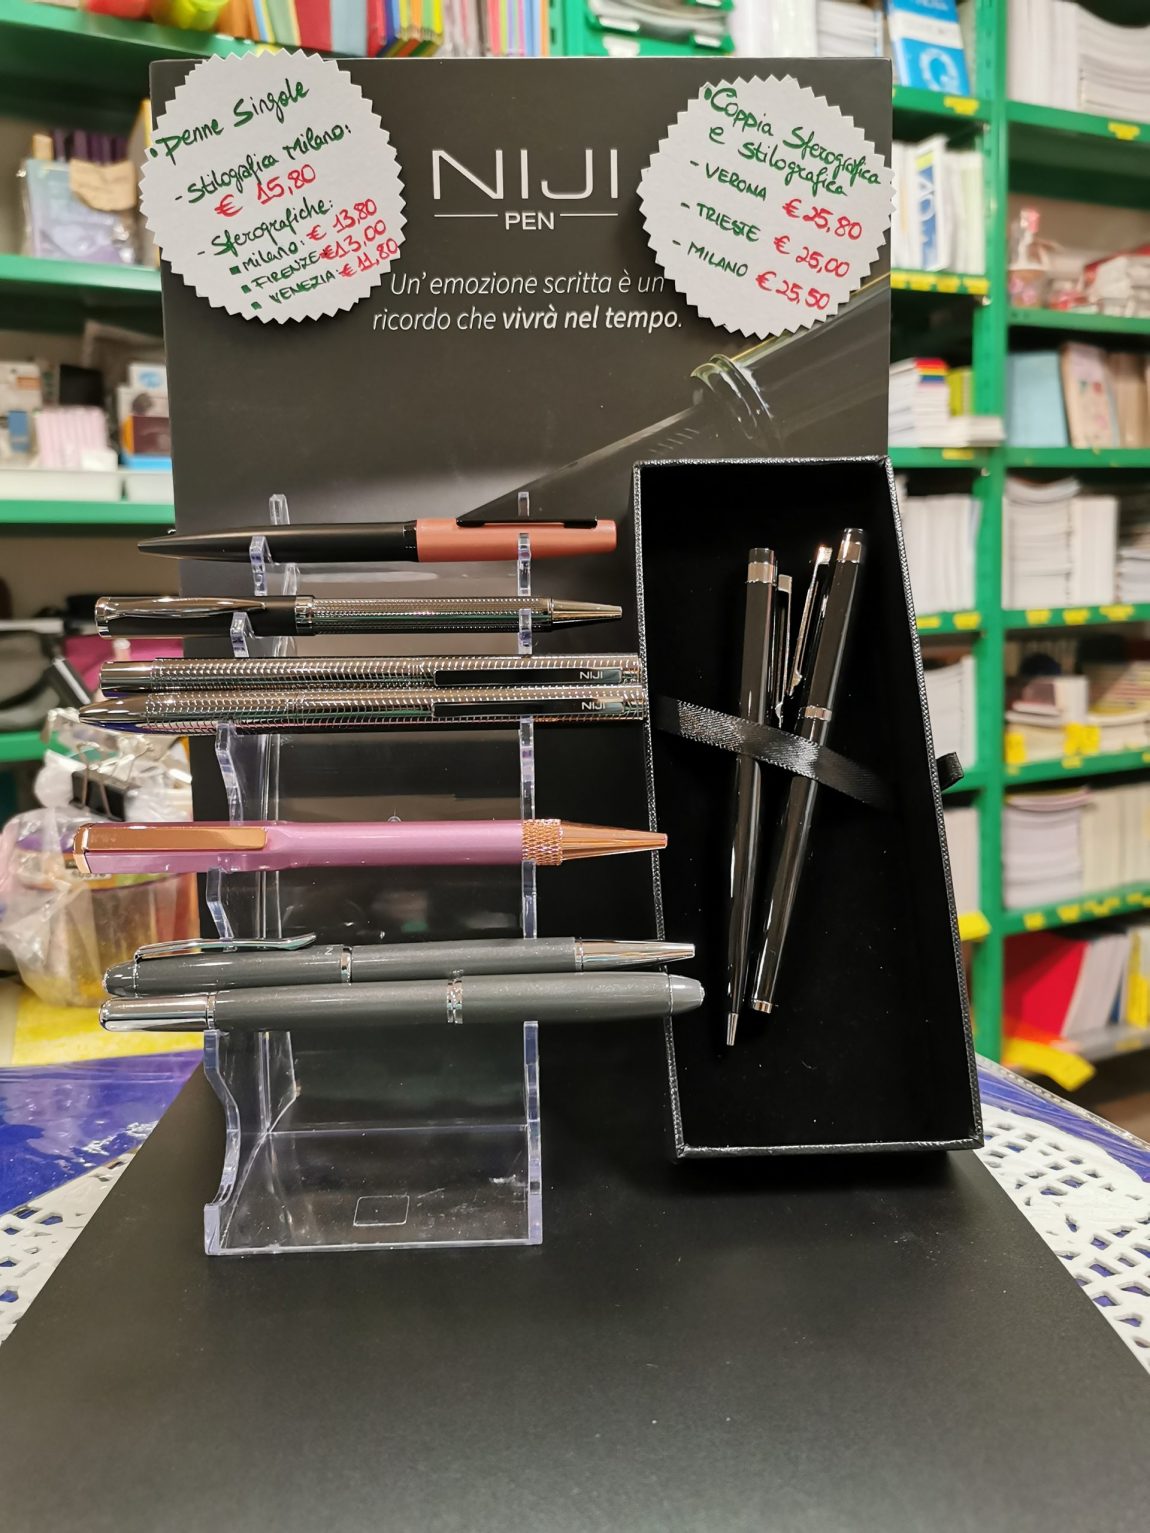 • Penne Singole
- Stilografica Milano:
€ 15,80
- Sferografiche:
▪ Milano: € 13,80
▪ FIRENZE €13,00
▪ VENEZIA: €11,80
NIJI
PEN
Un' emozione scritta è un
ricordo che vivrà nel tempo.
• Coppia Sferografica
e Stilografica
- VERONA €25,80
- TRIESTE €25,00
- MILANO €25,50
NIJI
NIJI